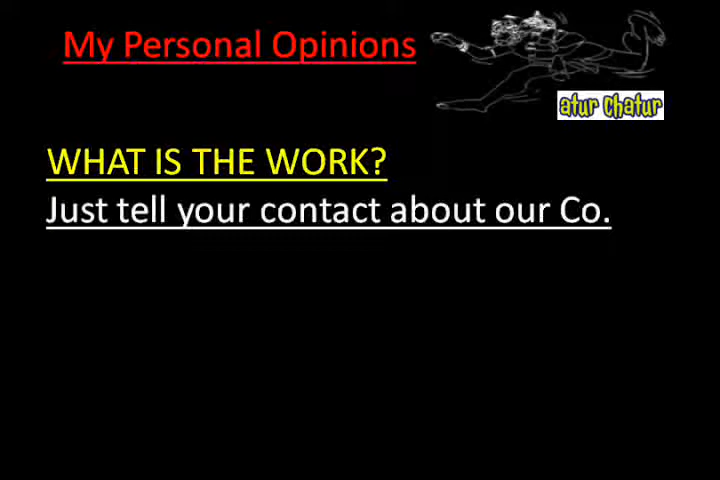 My Personal Opinions
atur Chatur
WHAT IS THE WORK?
Just tell your contact about our Co.